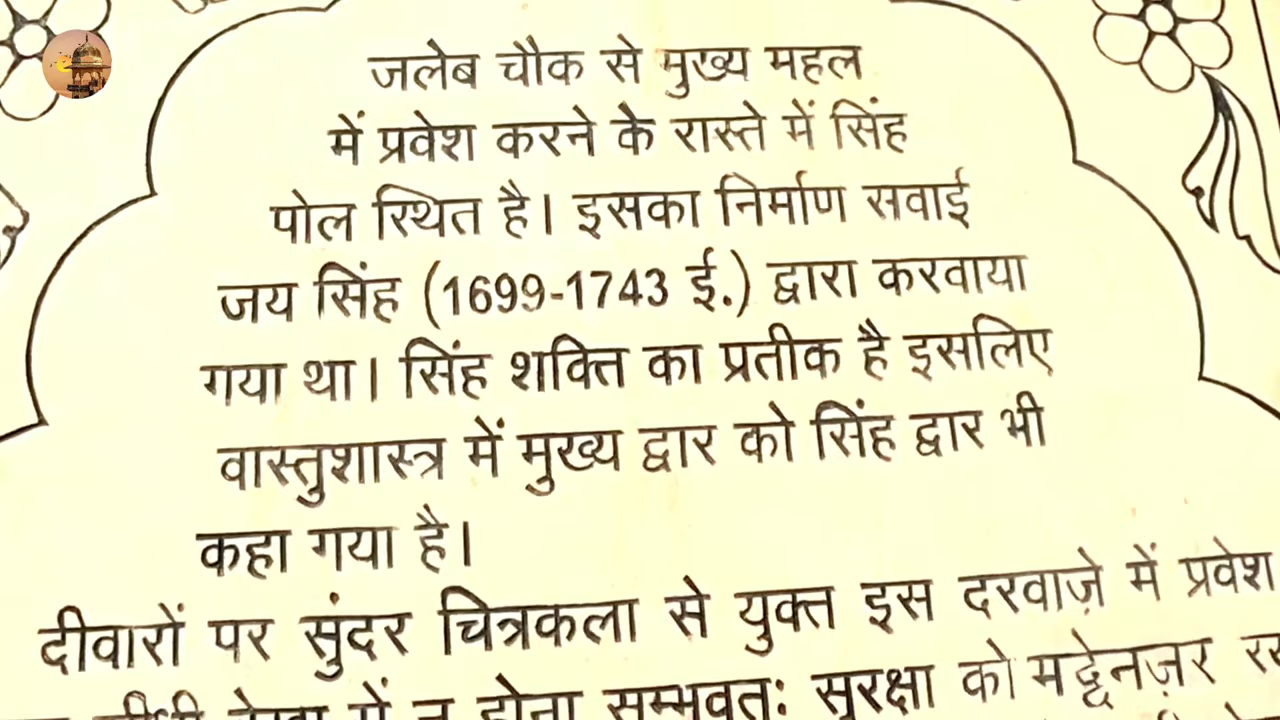 जलेब चौक से मुख्य महल
में प्रवेश करने के रास्ते में सिंह
पोल स्थित है। इसका निर्माण सवाई
जय सिंह (1699-1743 ई.) द्वारा करवाया
गया था। सिंह शक्ति का प्रतीक है इसलिए
वास्तुशास्त्र में मुख्य द्वार को सिंह द्वार भी
कहा गया है।
दीवारों पर सुंदर चित्रकला से युक्त इस दरवाज़े में प्रवेश
रेखा में न होना सम्भवत: सुरक्षा को मद्देनज़र